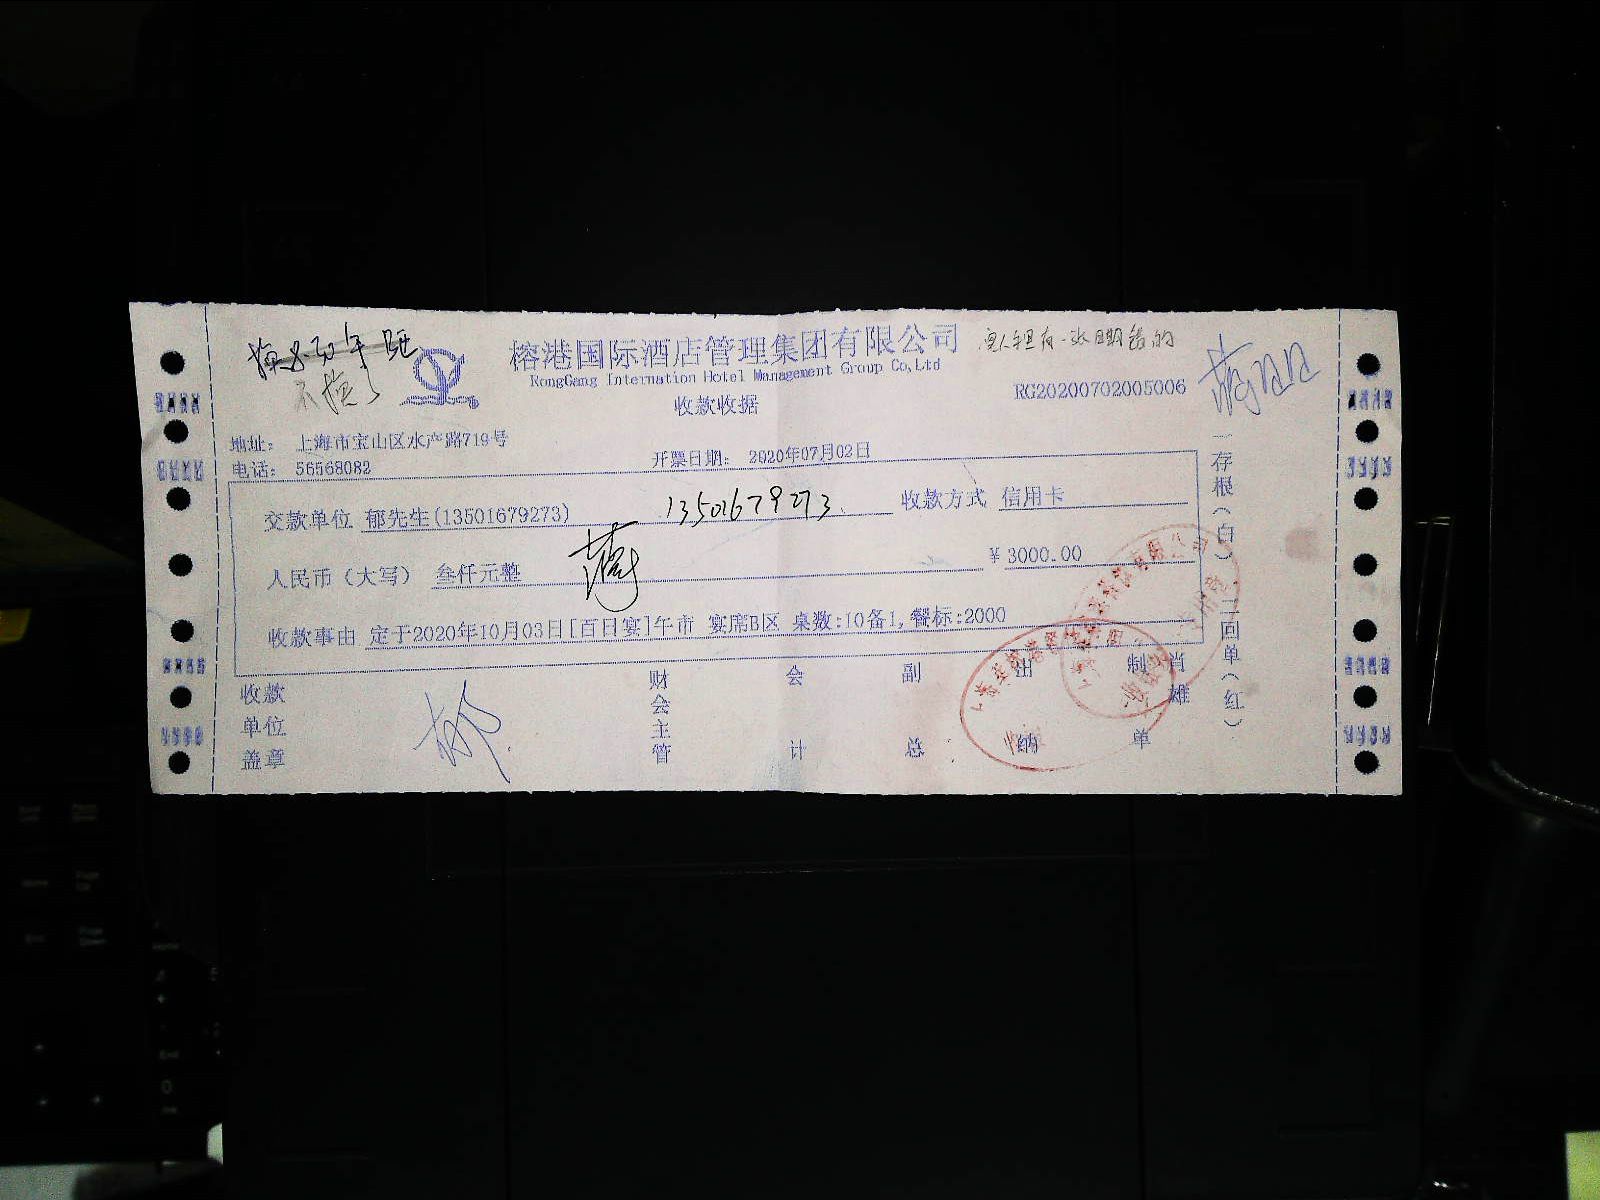 榕港国际酒店管理集团有限公司
RongGang Internation Hotel Management Group Co,Ltd
收款收据
RG20200702005006
地址： 上海市宝山区水产路719号
电话： 56568082
开票日期： 2020年07月02日
交款单位 郁先生(13501679273)
13501679273
收款方式 信用卡
人民币（大写） 叁仟元整
¥3000.00
收款事由 定于2020年10月03日[百日宴]午市 宴席B区 桌数:10备1,餐标:2000
收款单位盖章
郁
财会主管
会计
副总
出纳
制单
肖雄
一存根（白） 二回单（红）